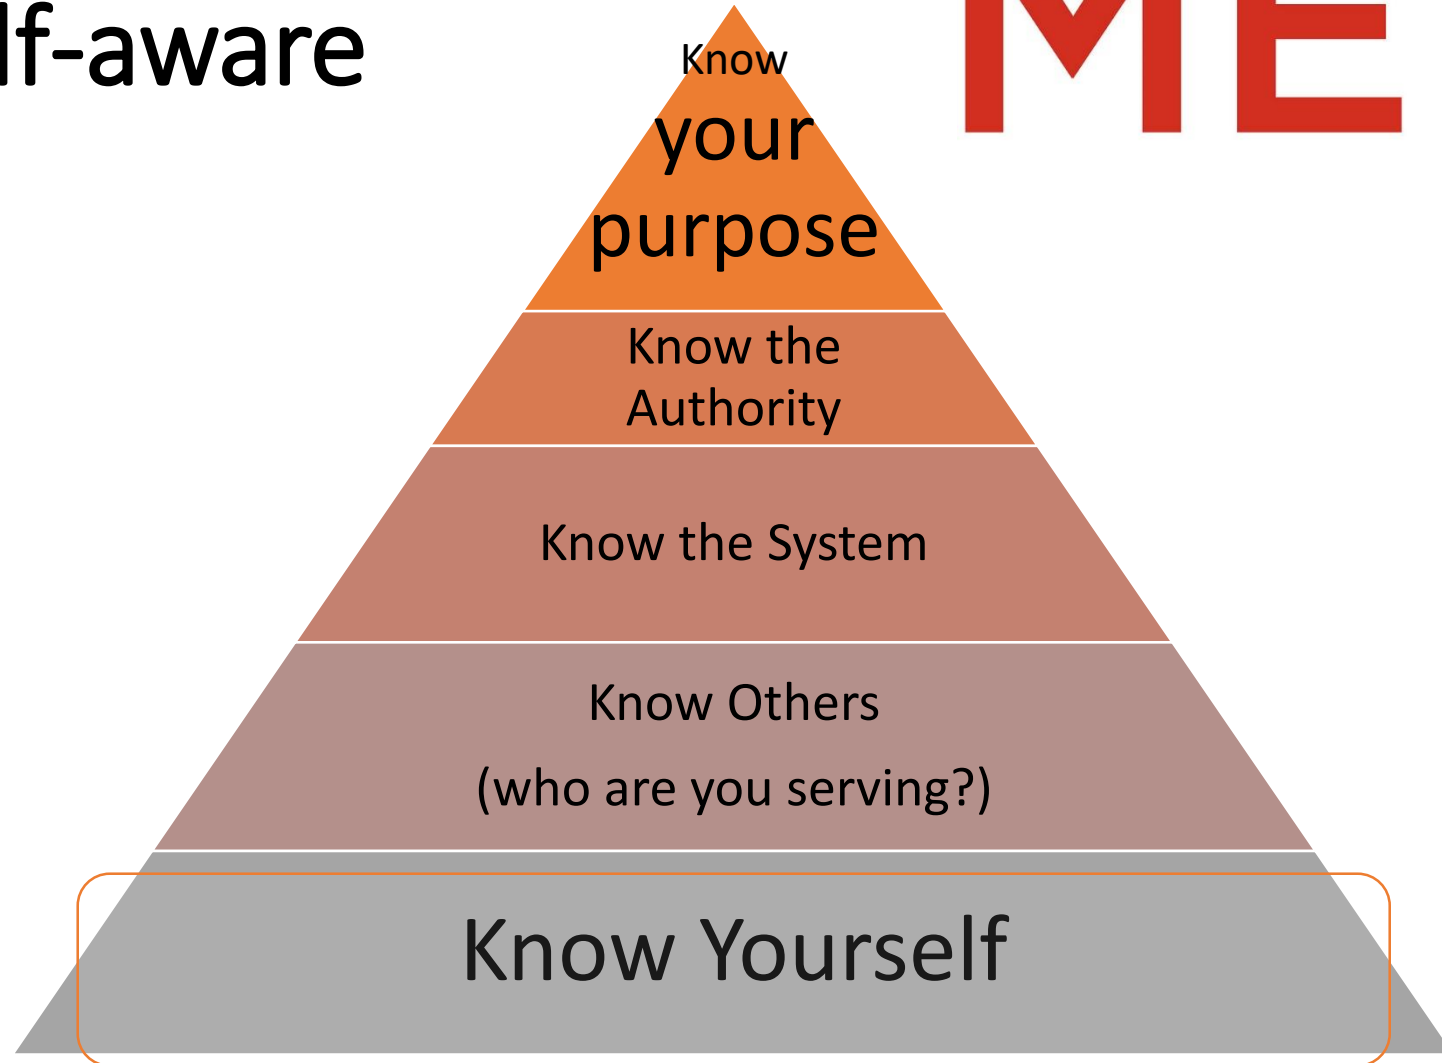 lf-aware
ME
Know
your
purpose
Know the
Authority
Know the System
Know Others
(who are you serving?)
Know Yourself